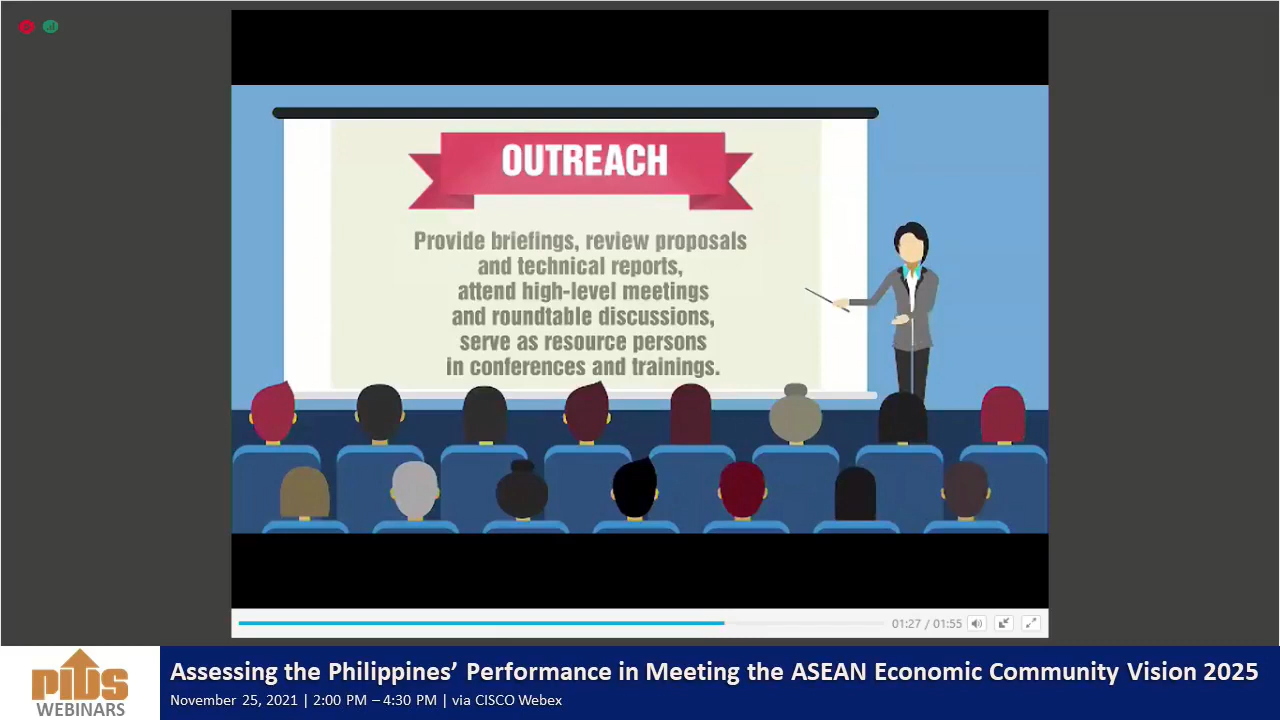 OUTREACH
Provide briefings, review proposals
and technical reports,
attend high-level meetings
and roundtable discussions,
serve as resource persons
in conferences and trainings.
01:27 / 01:55
pids
WEBINARS
Assessing the Philippines’ Performance in Meeting the ASEAN Economic Community Vision 2025
November 25, 2021 | 2:00 PM – 4:30 PM | via CISCO Webex